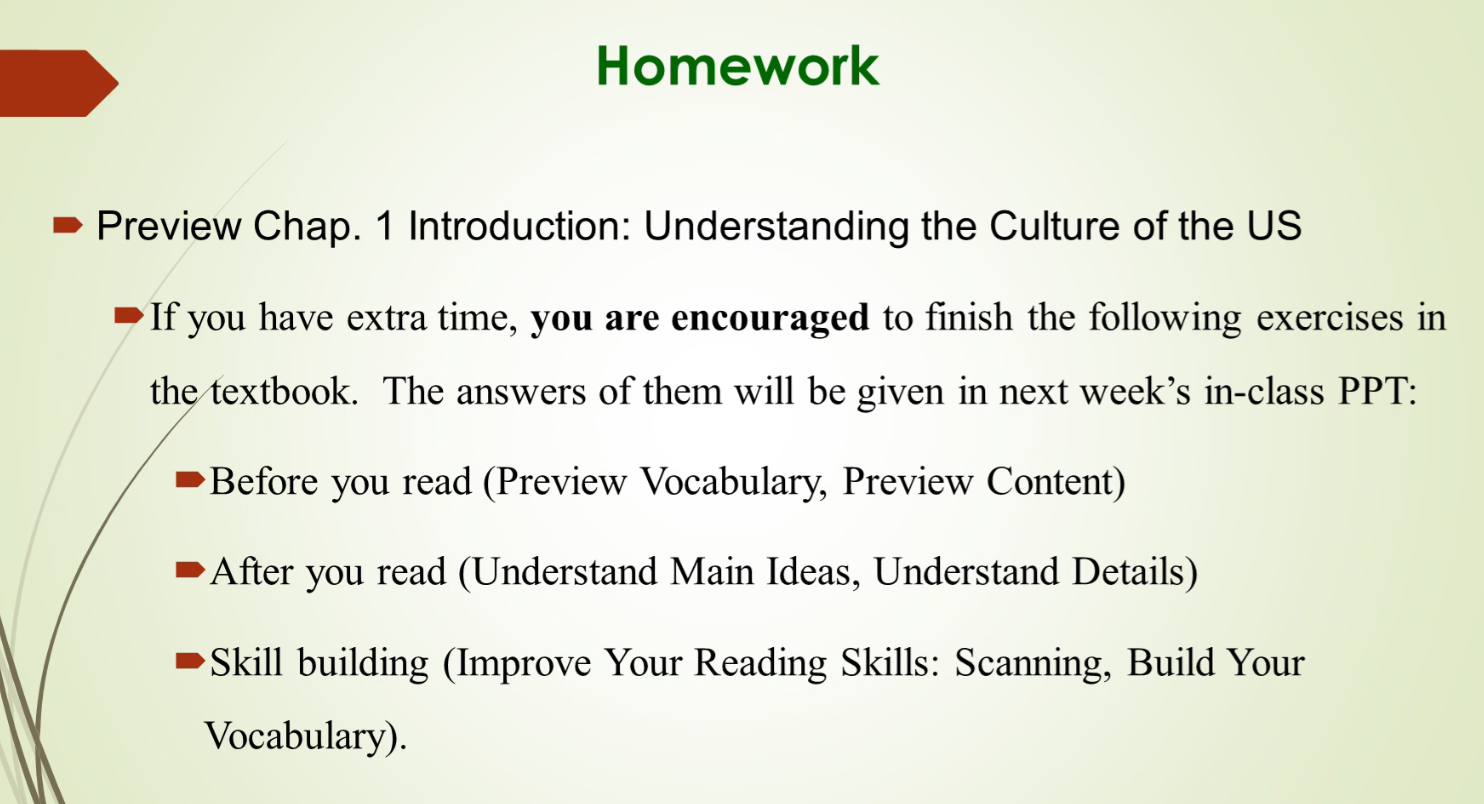 Homework
Preview Chap. 1 Introduction: Understanding the Culture of the US
If you have extra time, you are encouraged to finish the following exercises in
the textbook.  The answers of them will be given in next week’s in-class PPT:
Before you read (Preview Vocabulary, Preview Content)
After you read (Understand Main Ideas, Understand Details)
Skill building (Improve Your Reading Skills: Scanning, Build Your
Vocabulary).